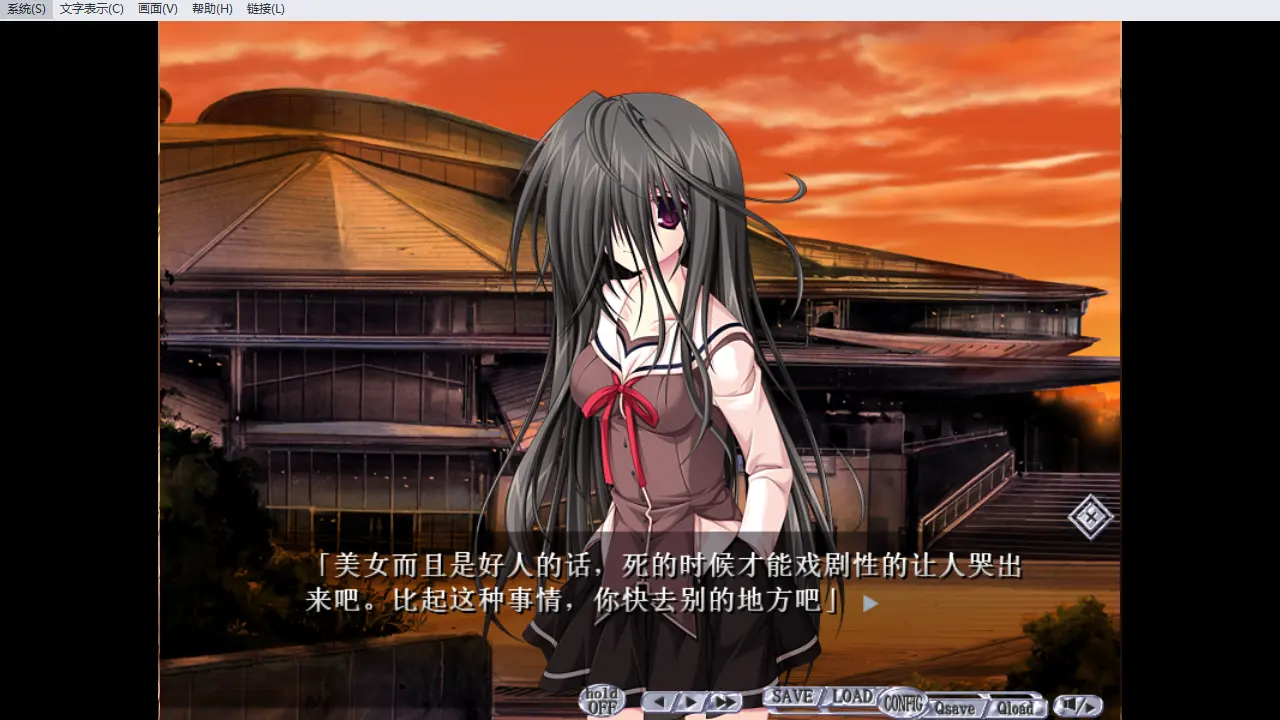 系统(S) 文字表示(C) 画面(V) 帮助(H) 链接(L)
「美女而且是好人的话，死的时候才能戏剧性的让人哭出
来吧。比起这种事情，你快去别的地方吧」
hold OFF SAVE LOAD CONFIG Qsave Qload